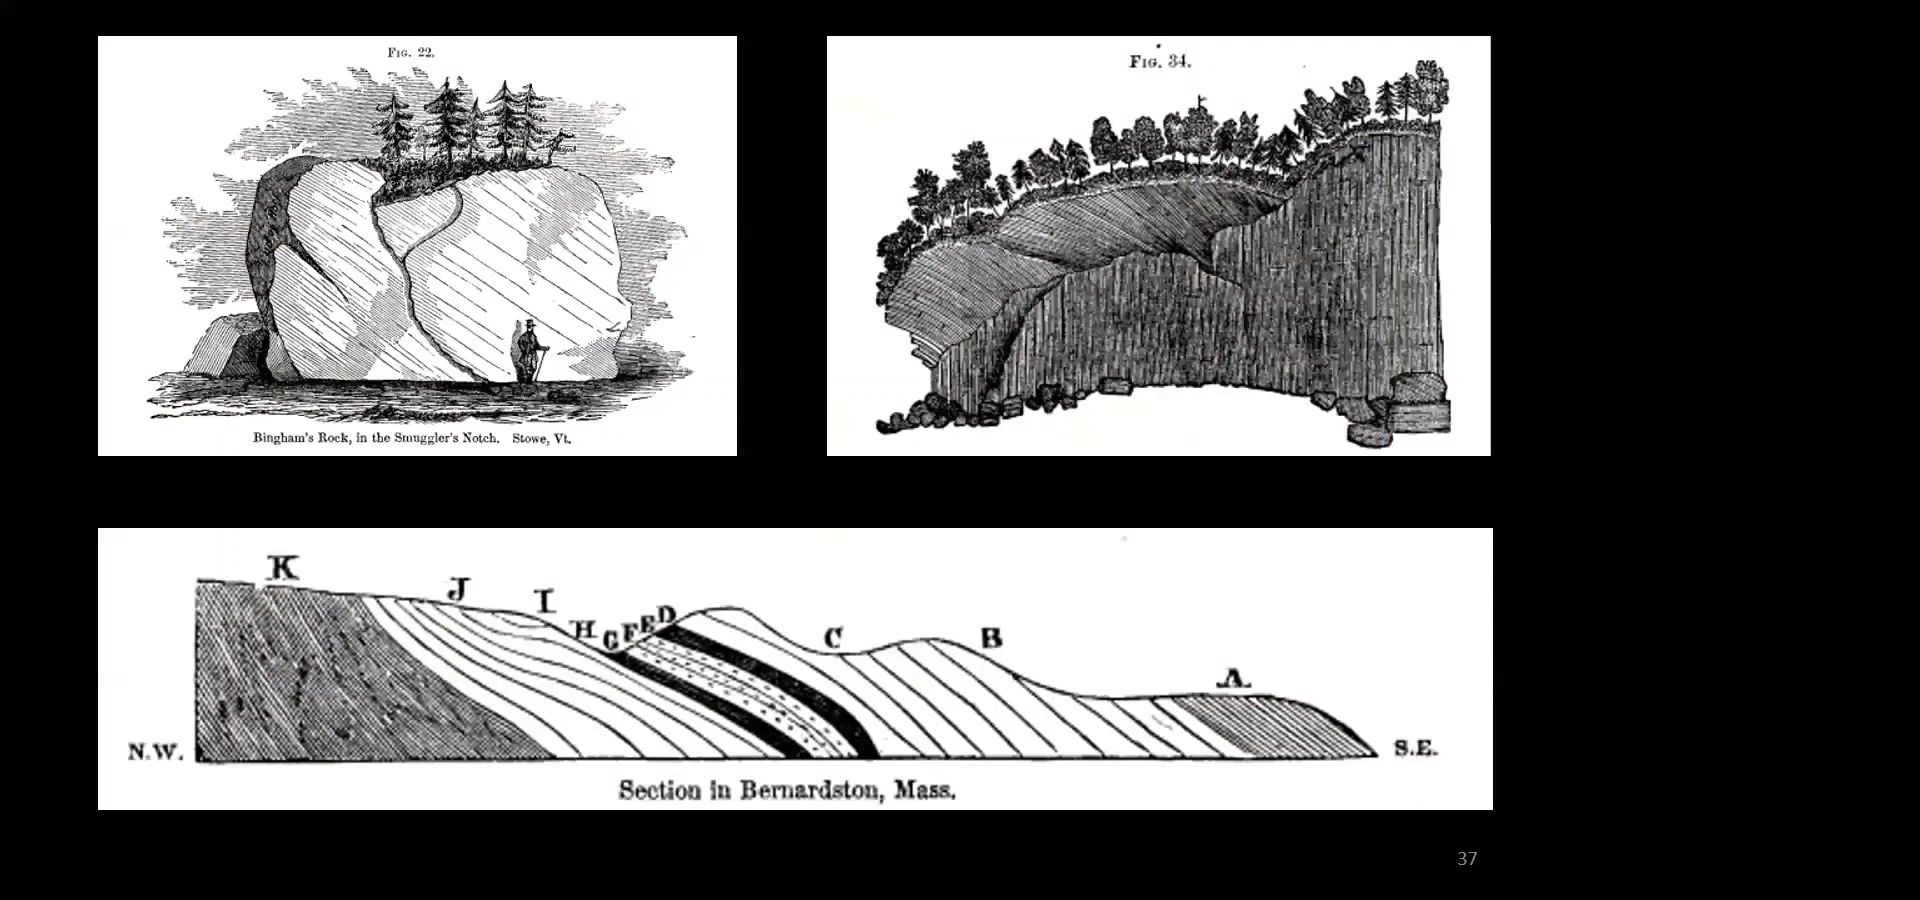 FIG. 22.
Bingham's Rock, in the Smuggler's Notch. Stowe, Vt.
FIG. 34.
K
J
I
H
G
F
E
D
C
B
A
N.W.
S.E.
Section in Bernardston, Mass.
37